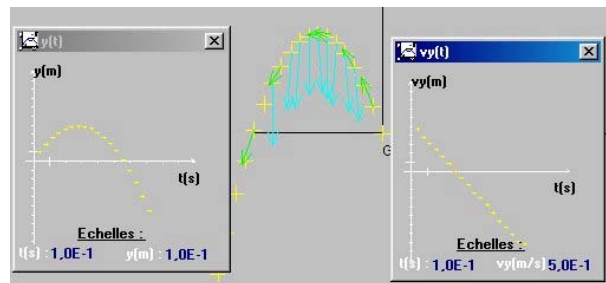 y(t)
y(m)
t(s)
Echelles :
t(s) : 1,0E-1 y(m) : 1,0E-1
G
vy(t)
vy(m)
t(s)
Echelles :
t(s) : 1,0E-1 vy(m/s) 5,0E-1